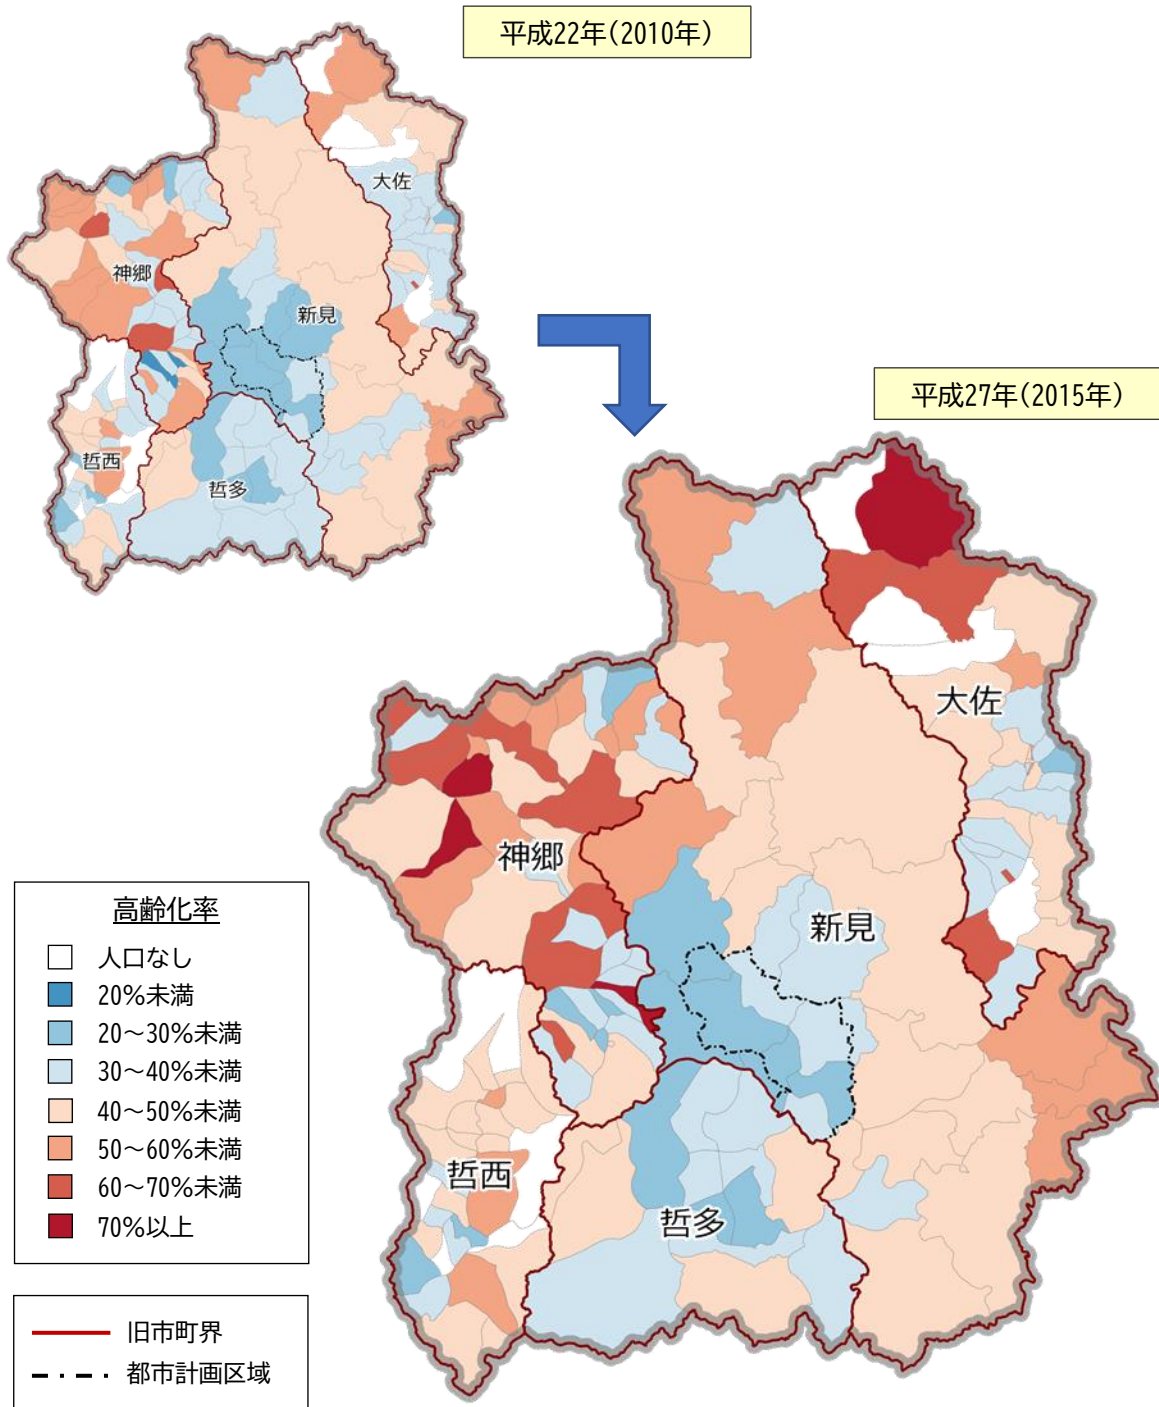 平成22年(2010年)
大佐
神郷
新見
哲西
哲多
平成27年(2015年)
大佐
神郷
新見
哲西
哲多
高齢化率
人口なし
20%未満
20～30%未満
30～40%未満
40～50%未満
50～60%未満
60～70%未満
70%以上
旧市町界
都市計画区域